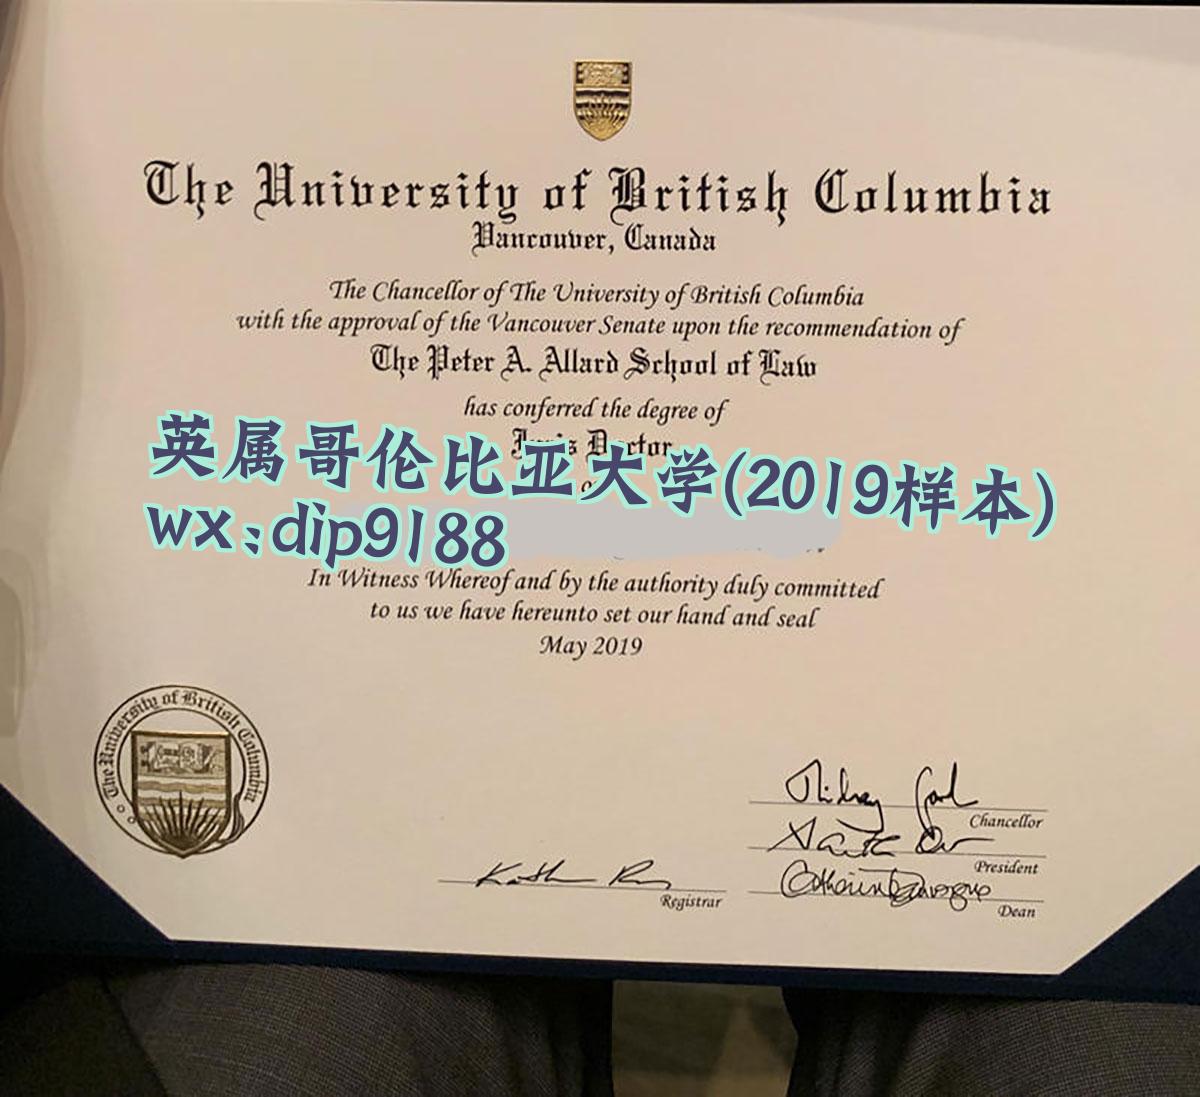 The University of British Columbia
Vancouver, Canada
The Chancellor of The University of British Columbia
with the approval of the Vancouver Senate upon the recommendation of
The Peter A. Allard School of Law
has conferred the degree of
Juris Doctor
英属哥伦比亚大学(2019样本)
wx:dip9188
In Witness Whereof and by the authority duly committed
to us we have hereunto set our hand and seal
May 2019
The University of British Columbia
Chancellor
President
Registrar
Dean